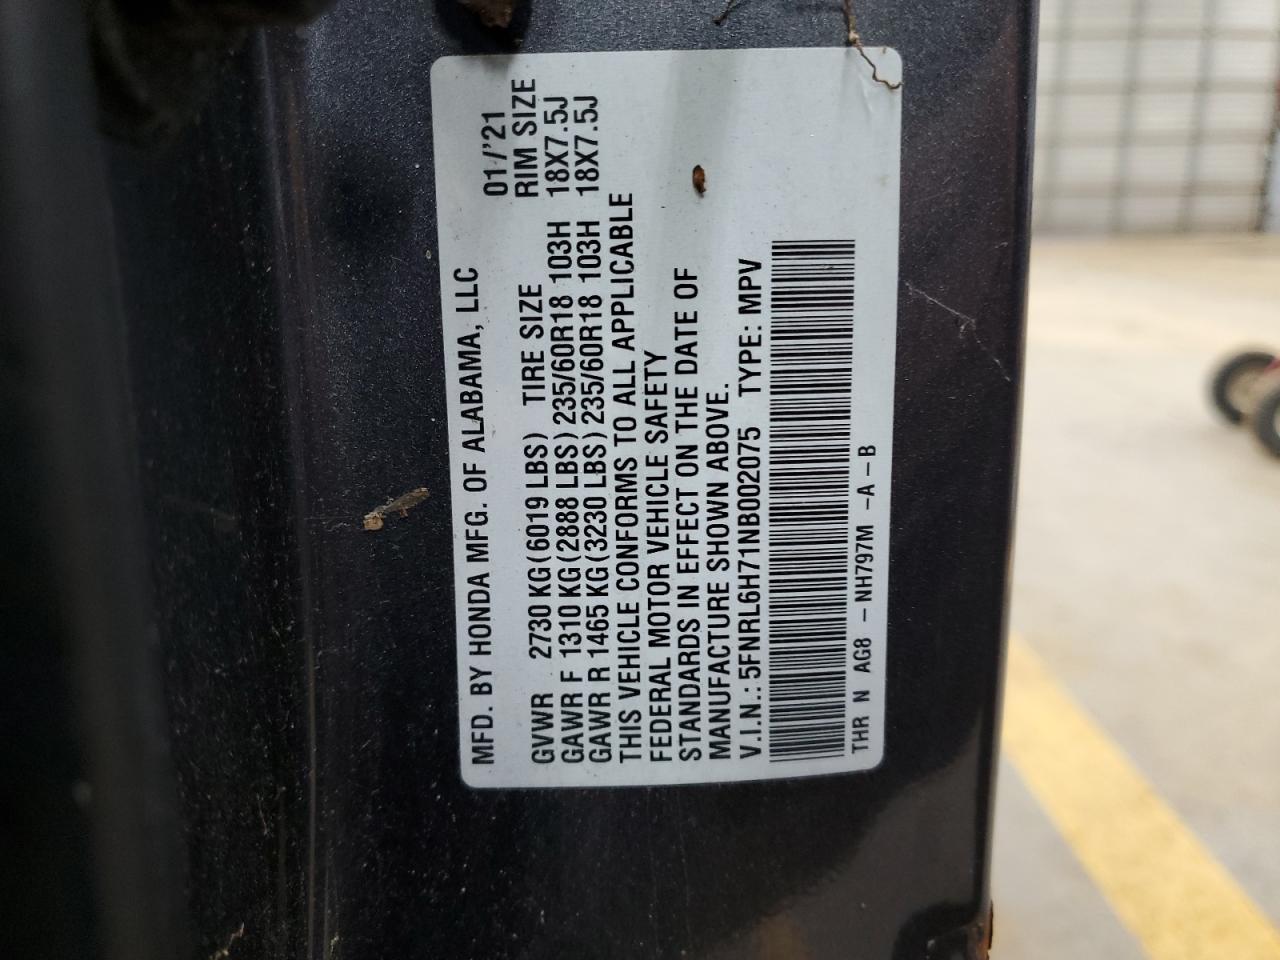 MFD. BY HONDA MFG. OF ALABAMA, LLC 01/'21
TIRE SIZE RIM SIZE
GVWR 2730 KG(6019 LBS)
GAWR F 1310 KG(2888 LBS) 235/60R18 103H 18X7.5J
GAWR R 1465 KG(3230 LBS) 235/60R18 103H 18X7.5J
THIS VEHICLE CONFORMS TO ALL APPLICABLE
FEDERAL MOTOR VEHICLE SAFETY
STANDARDS IN EFFECT ON THE DATE OF
MANUFACTURE SHOWN ABOVE.
V.I.N.: 5FNRL6H71NB002075 TYPE: MPV
THR N AG8 - NH797M -A-B